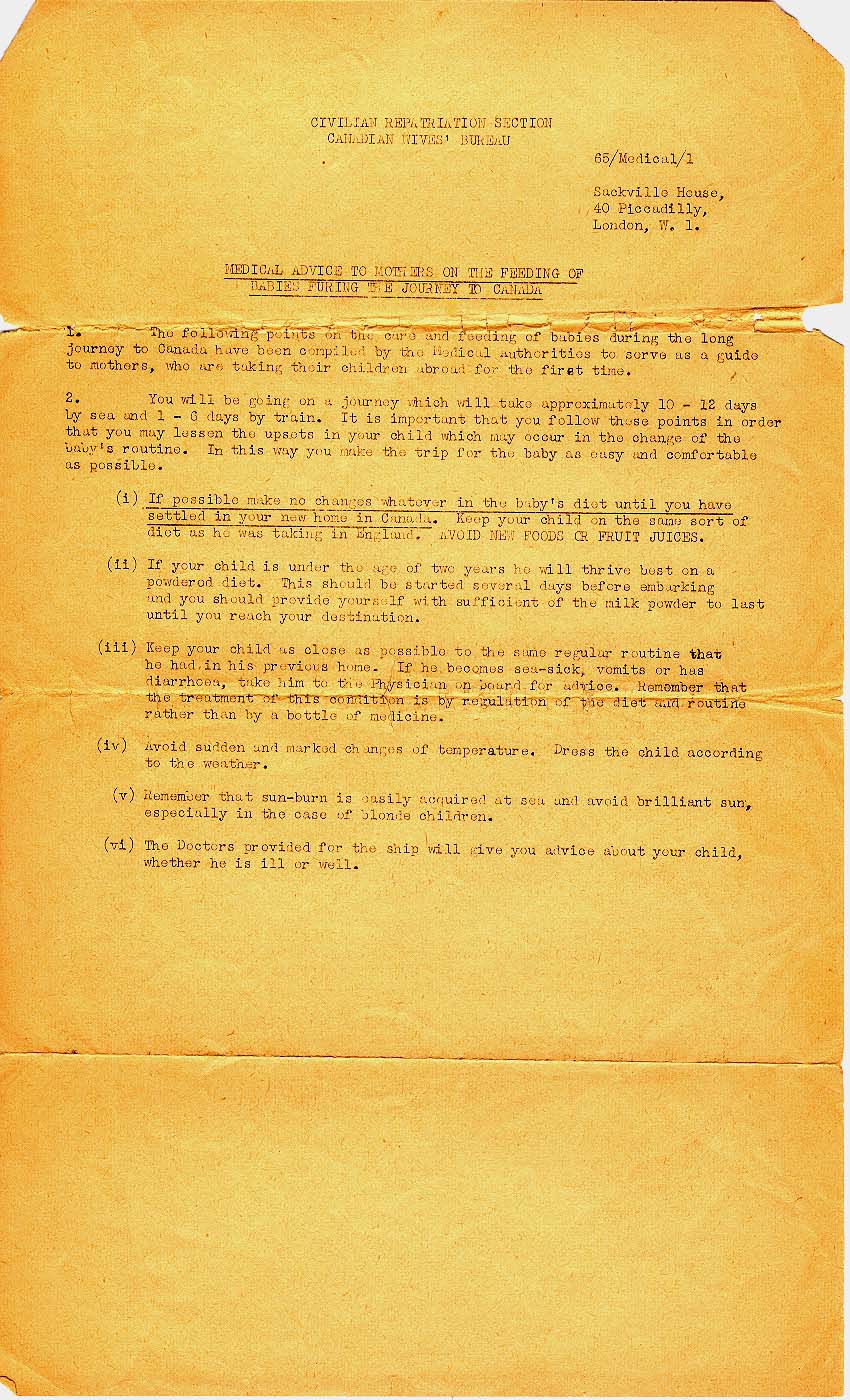 CIVILIAN REPATRIATION SECTION
CANADIAN WIVES' BUREAU
65/Medical/1
Sackville House,
40 Piccadilly,
London, W. 1.
MEDICAL ADVICE TO MOTHERS ON THE FEEDING OF
BABIES FURING THE JOURNEY TO CANADA
1. The following points on the care and feeding of babies during the long
journey to Canada have been compiled by the Medical Authorities to serve as a guide
to mothers, who are taking their children abroad for the first time.
2. You will be going on a journey which will take approximately 10 - 12 days
by sea and 1 - 6 days by train. It is important that you follow these points in order
that you may lessen the upsets in your child which may occur in the change of the
baby's routine. In this way you make the trip for the baby as easy and comfortable
as possible.
(i) If possible make no changes whatever in the baby's diet until you have
settled in your new home in Canada. Keep your child on the same sort of
diet as he was taking in England. AVOID NEW FOODS OR FRUIT JUICES.
(ii) If your child is under the age of two years he will thrive best on a
powdered diet. This should be started several days before embarking
and you should provide yourself with sufficient of the milk powder to last
until you reach your destination.
(iii) Keep your child as close as possible to the same regular routine that
he had in his previous home. If he becomes sea-sick, vomits or has
diarrhoea, take him to the Physician on board for advice. Remember that
the treatment of this condition is by regulation of the diet and routine
rather than by a bottle of medicine.
(iv) Avoid sudden and marked changes of temperature. Dress the child according
to the weather.
(v) Remember that sun-burn is easily acquired at sea and avoid brilliant sun,
especially in the case of blonde children.
(vi) The Doctors provided for the ship will give you advice about your child,
whether he is ill or well.